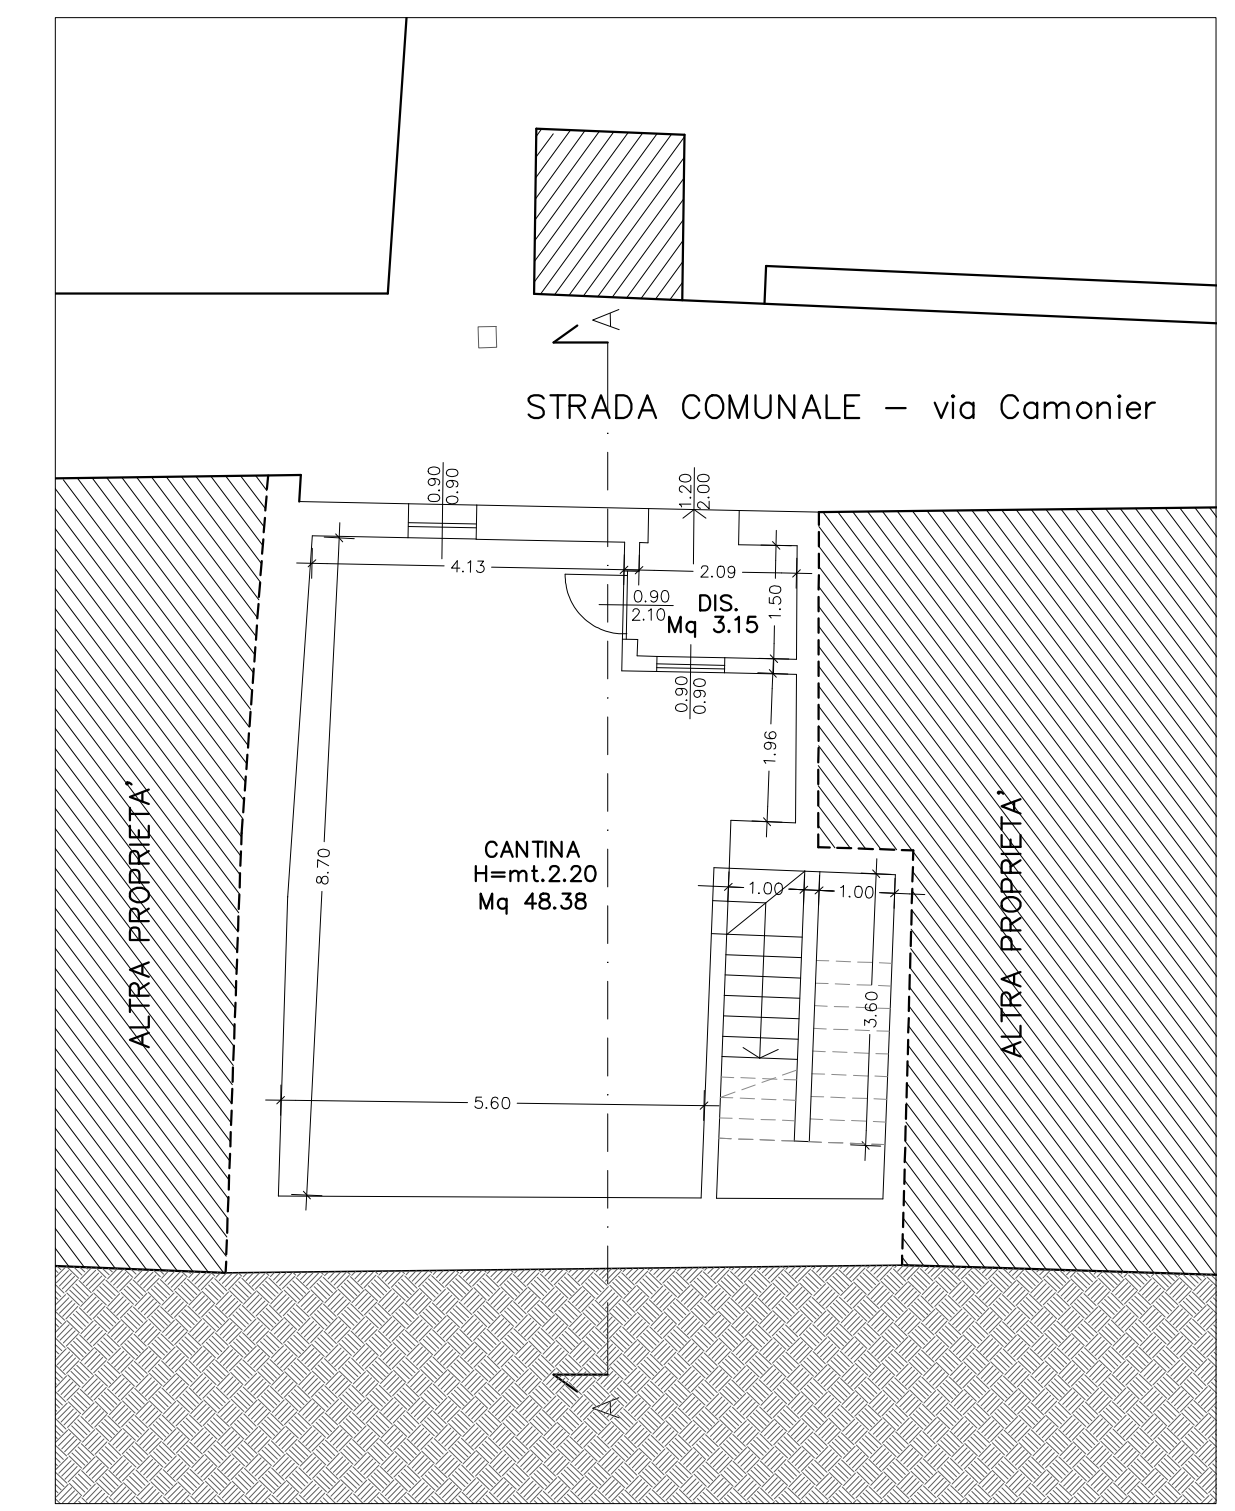 A
STRADA COMUNALE – via Camonier
0.90
0.90
1.20
2.00
4.13
2.09
0.90
2.10
DIS.
Mq 3.15
1.50
0.90
0.90
1.96
ALTRA PROPRIETA'
8.70
CANTINA
H=mt.2.20
Mq 48.38
1.00
1.00
ALTRA PROPRIETA'
3.60
5.60
A